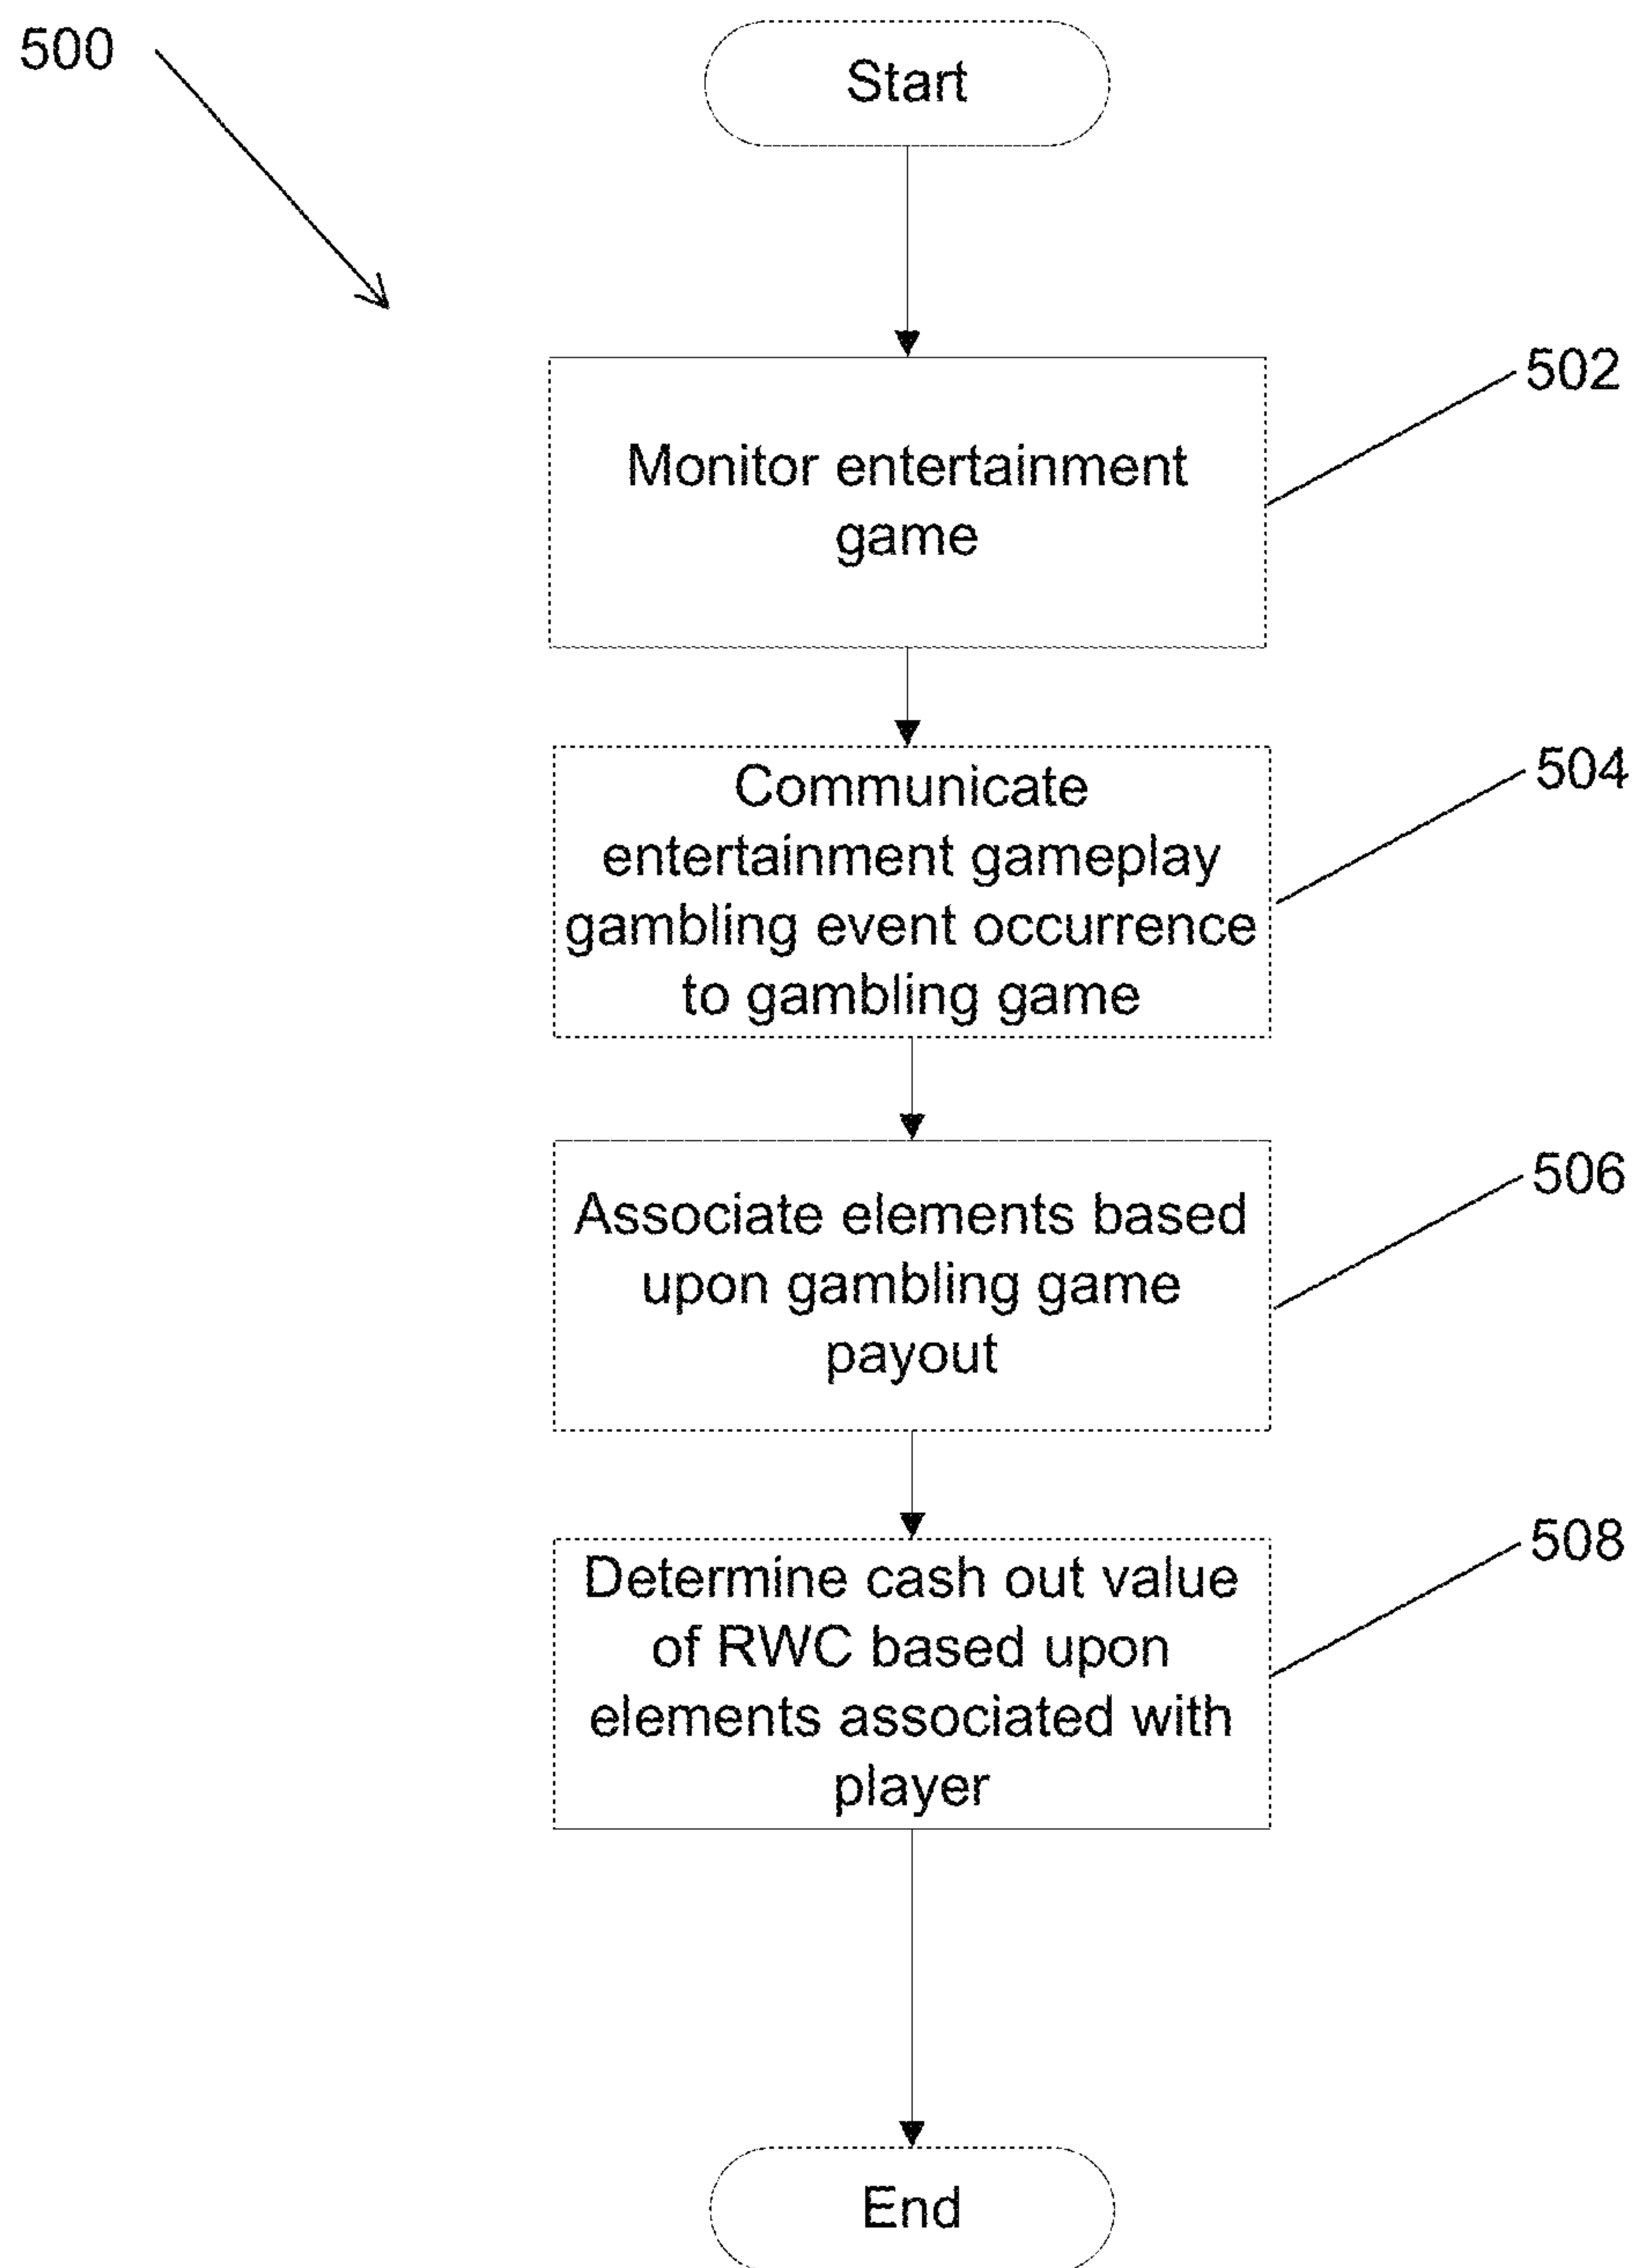 500
Start
502
Monitor entertainment
game
504
Communicate
entertainment gameplay
gambling event occurrence
to gambling game
506
Associate elements based
upon gambling game
payout
508
Determine cash out value
of RWC based upon
elements associated with
player
End